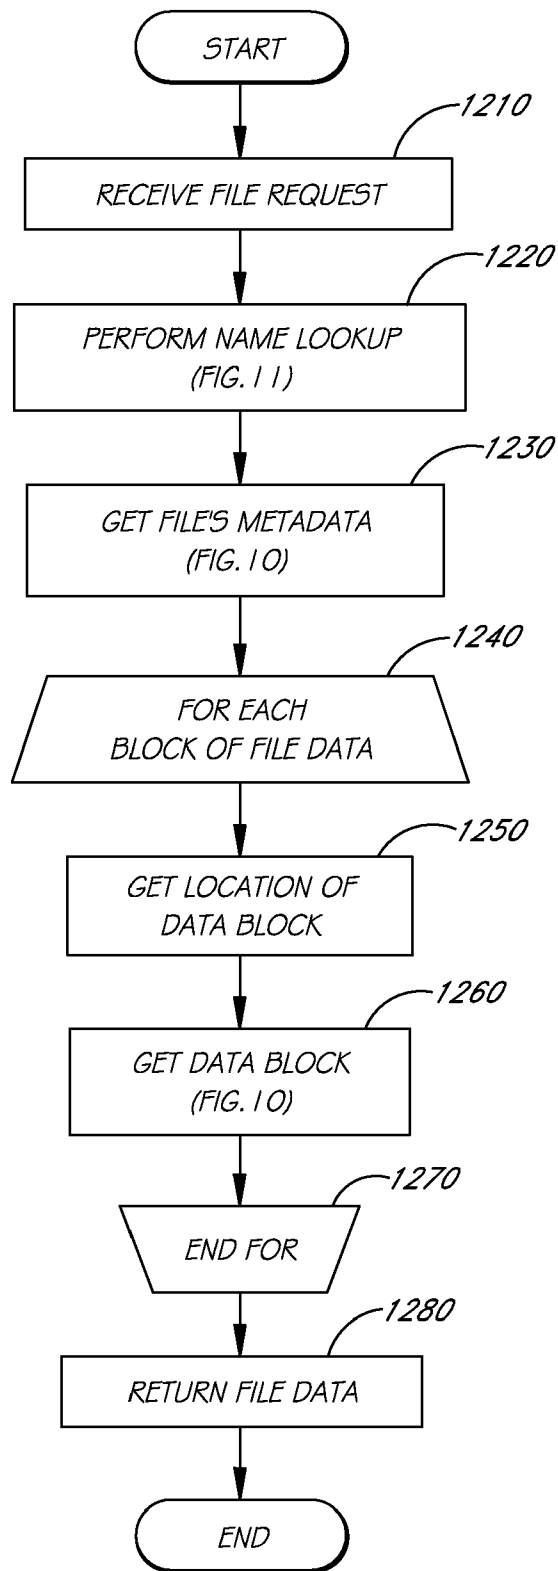 START
1210
RECEIVE FILE REQUEST
1220
PERFORM NAME LOOKUP
(FIG. 11)
1230
GET FILE'S METADATA
(FIG. 10)
1240
FOR EACH
BLOCK OF FILE DATA
1250
GET LOCATION OF
DATA BLOCK
1260
GET DATA BLOCK
(FIG. 10)
1270
END FOR
1280
RETURN FILE DATA
END